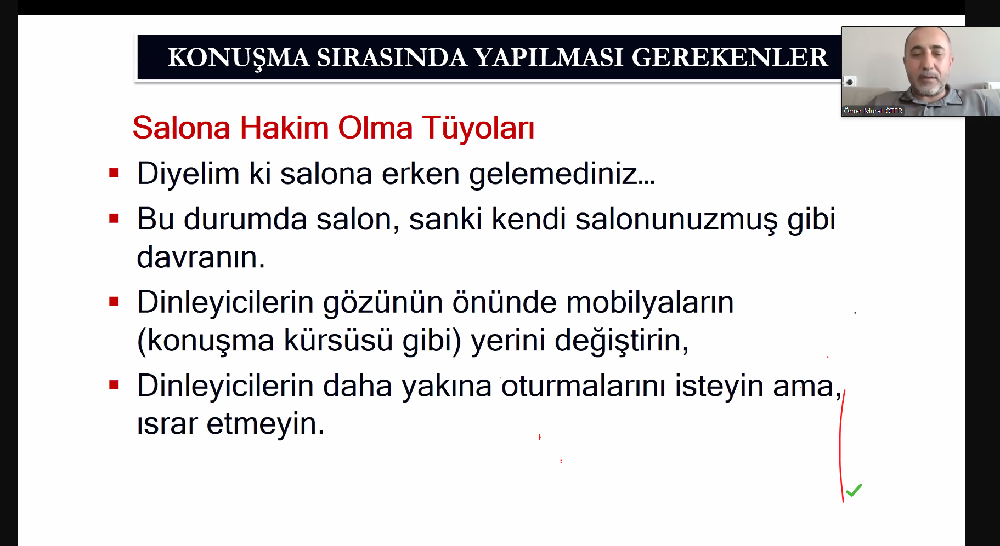 KONUŞMA SIRASINDA YAPILMASI GEREKENLER
Ömer Murat ÖTER
Salona Hakim Olma Tüyoları
Diyelim ki salona erken gelemediniz...
Bu durumda salon, sanki kendi salonunuzmuş gibi
davranın.
Dinleyicilerin gözünün önünde mobilyaların
(konuşma kürsüsü gibi) yerini değiştirin,
Dinleyicilerin daha yakına oturmalarını isteyin ama,
ısrar etmeyin.